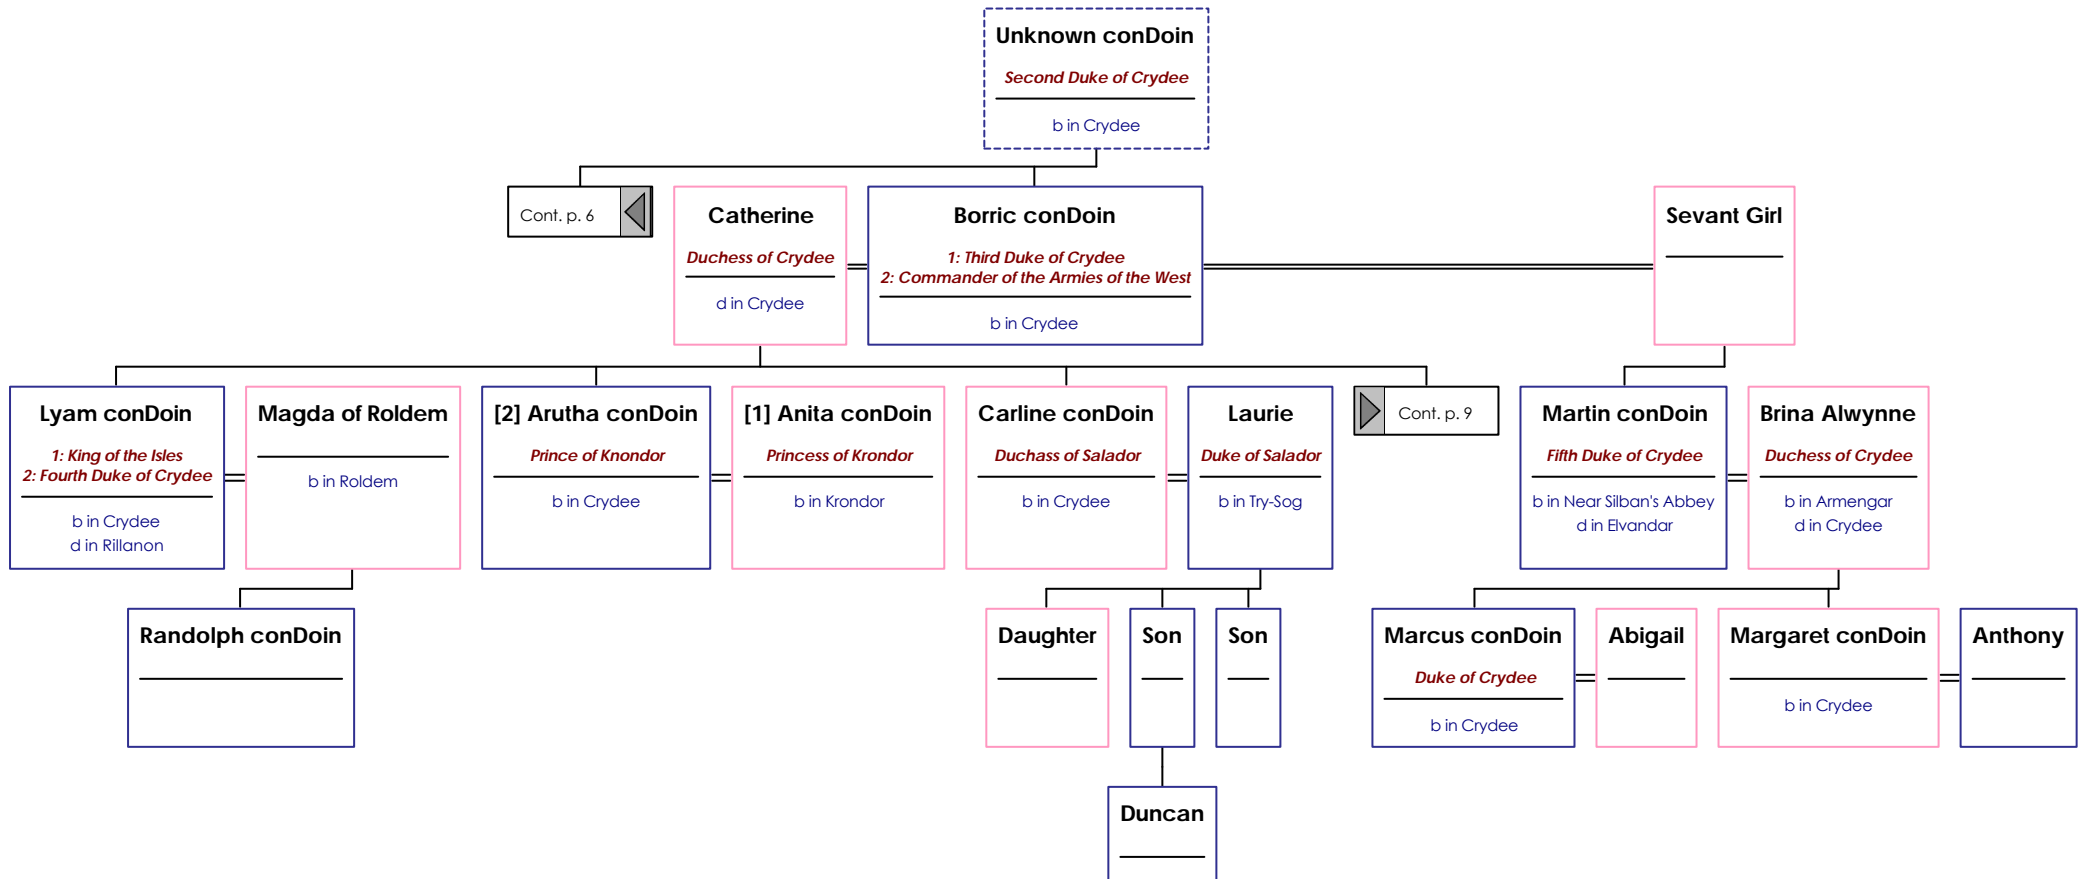 Unknown conDoin
Second Duke of Crydee
b in Crydee
Cont. p. 6
Catherine
Duchess of Crydee
d in Crydee
Borric conDoin
1: Third Duke of Crydee
2: Commander of the Armies of the West
b in Crydee
Sevant Girl
Lyam conDoin
1: King of the Isles
2: Fourth Duke of Crydee
b in Crydee
d in Rillanon
Magda of Roldem
b in Roldem
[2] Arutha conDoin
Prince of Knondor
b in Crydee
[1] Anita conDoin
Princess of Krondor
b in Krondor
Carline conDoin
Duchass of Salador
b in Crydee
Laurie
Duke of Salador
b in Try-Sog
Cont. p. 9
Martin conDoin
Fifth Duke of Crydee
b in Near Silban's Abbey
d in Elvandar
Brina Alwynne
Duchess of Crydee
b in Armengar
d in Crydee
Randolph conDoin
Daughter
Son
Son
Marcus conDoin
Duke of Crydee
b in Crydee
Abigail
Margaret conDoin
b in Crydee
Anthony
Duncan